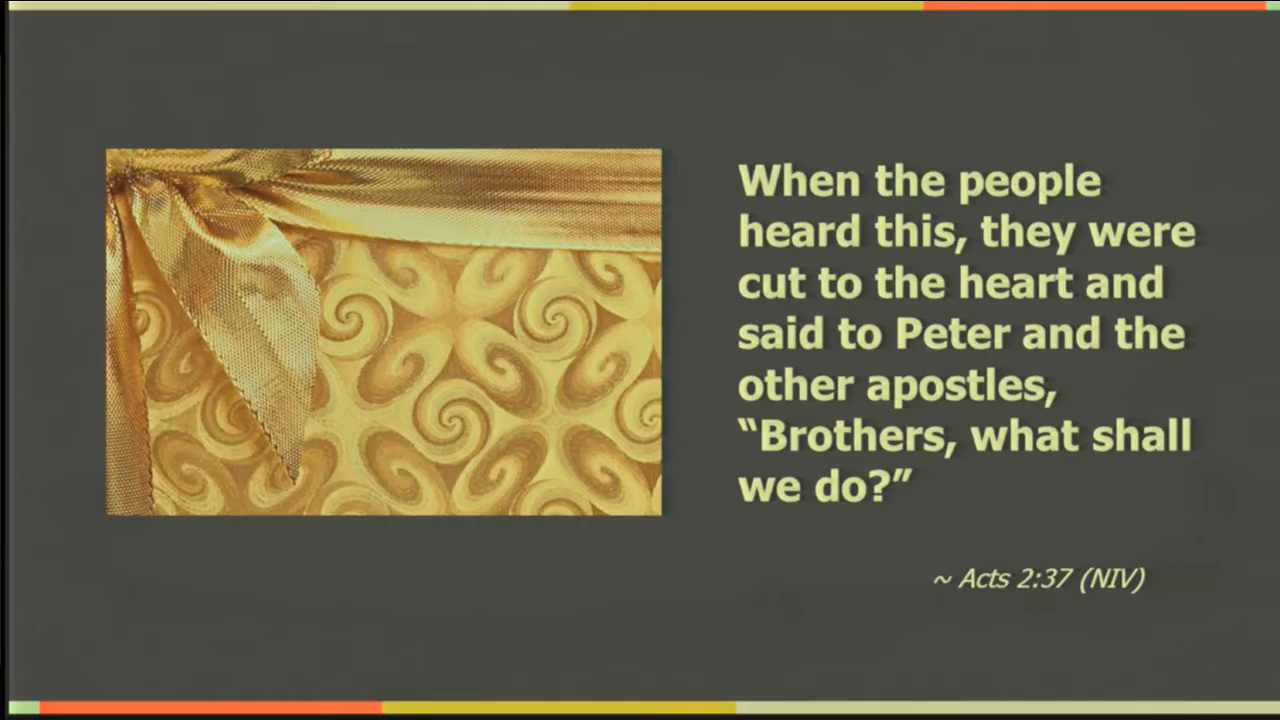 When the people
heard this, they were
cut to the heart and
said to Peter and the
other apostles,
“Brothers, what shall
we do?”
~ Acts 2:37 (NIV)